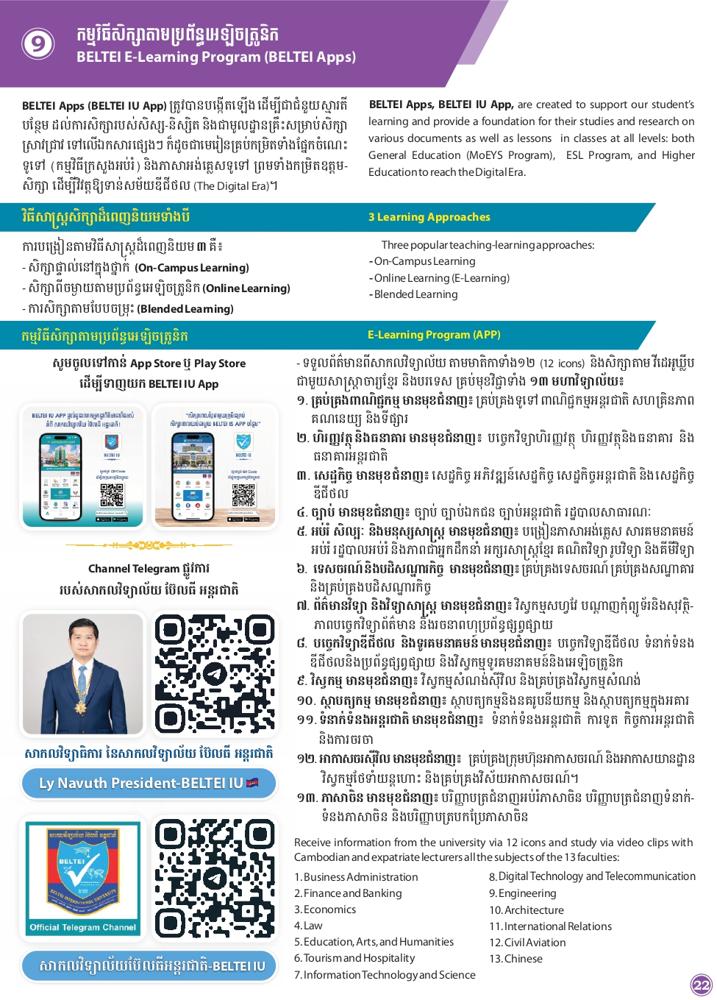 9
កម្មវិធីសិក្សាតាមប្រព័ន្ធអេឡិចត្រូនិក
BELTEI E-Learning Program (BELTEI Apps)
BELTEI Apps (BELTEI IU App) ត្រូវបានបង្កើតឡើង ដើម្បីជាជំនួយស្មារតី
បន្ថែម ដល់ការសិក្សារបស់សិស្ស-និស្សិត និងជាមូលដ្ឋានគ្រឹះសម្រាប់សិក្សា
ស្រាវជ្រាវ ទៅលើឯកសារផ្សេងៗ ក៏ដូចជាមេរៀនគ្រប់កម្រិតទាំងផ្នែកចំណេះ
ទូទៅ (កម្មវិធីក្រសួងអប់រំ) និងភាសាអង់គ្លេសទូទៅ ព្រមទាំងកម្រិតឧត្តម-
សិក្សា ដើម្បីវិវត្តឱ្យទាន់សម័យឌីជីថល (The Digital Era)។
BELTEI Apps, BELTEI IU App, are created to support our student's
learning and provide a foundation for their studies and research on
various documents as well as lessons in classes at all levels: both
General Education (MoEYS Program), ESL Program, and Higher
Education to reach the Digital Era.
វិធីសាស្ត្រសិក្សាដ៏ពេញនិយមទាំងបី
3 Learning Approaches
ការបង្រៀនតាមវិធីសាស្ត្រដ៏ពេញនិយម ៣ គឺ៖
- សិក្សាផ្ទាល់នៅក្នុងថ្នាក់ (On-Campus Learning)
- សិក្សាពីចម្ងាយតាមប្រព័ន្ធអេឡិចត្រូនិក (Online Learning)
- ការសិក្សាតាមបែបចម្រុះ (Blended Learning)
Three popular teaching-learning approaches:
- On-Campus Learning
- Online Learning (E-Learning)
- Blended Learning
កម្មវិធីសិក្សាតាមប្រព័ន្ធអេឡិចត្រូនិក
E-Learning Program (APP)
សូមចូលទៅកាន់ App Store ឬ Play Store
ដើម្បីទាញយក BELTEI IU App
Channel Telegram ផ្លូវការ
របស់សាកលវិទ្យាល័យ ប៊ែលធី អន្តរជាតិ
សាកលវិទ្យាធិការ នៃសាកលវិទ្យាល័យ ប៊ែលធី អន្តរជាតិ
Ly Navuth President-BELTEI IU
BELTEI
Official Telegram Channel
សាកលវិទ្យាល័យប៊ែលធីអន្តរជាតិ-BELTEI IU
- ទទួលព័ត៌មានពីសាកលវិទ្យាល័យ តាមមាតិកាទាំង១២ (12 icons) និងសិក្សាតាម វីដេអូឃ្លីប
ជាមួយសាស្ត្រាចារ្យខ្មែរ និងបរទេស គ្រប់មុខវិជ្ជាទាំង ១៣ មហាវិទ្យាល័យ៖
១. គ្រប់គ្រងពាណិជ្ជកម្ម មានមុខជំនាញ៖ គ្រប់គ្រងទូទៅ ពាណិជ្ជកម្មអន្តរជាតិ សហគ្រិនភាព
គណនេយ្យ និងទីផ្សារ
២. ហិរញ្ញវត្ថុ និងធនាគារ មានមុខជំនាញ៖ បច្ចេកវិទ្យាហិរញ្ញវត្ថុ ហិរញ្ញវត្ថុនិងធនាគារ និង
ធនាគារអន្តរជាតិ
៣. សេដ្ឋកិច្ច មានមុខជំនាញ៖ សេដ្ឋកិច្ច អភិវឌ្ឍន៍សេដ្ឋកិច្ច សេដ្ឋកិច្ចអន្តរជាតិ និងសេដ្ឋកិច្ច
ឌីជីថល
៤. ច្បាប់ មានមុខជំនាញ៖ ច្បាប់ ច្បាប់ឯកជន ច្បាប់អន្តរជាតិ រដ្ឋបាលសាធារណៈ
៥. អប់រំ សិល្បៈ និងមនុស្សសាស្ត្រ មានមុខជំនាញ៖ បង្រៀនភាសាអង់គ្លេស សារគមនាគមន៍
អប់រំ រដ្ឋបាលអប់រំ និងភាពជាអ្នកដឹកនាំ អក្សរសាស្ត្រខ្មែរ គណិតវិទ្យា រូបវិទ្យា និងគីមីវិទ្យា
៦. ទេសចរណ៍ និងបដិសណ្ឋារកិច្ច មានមុខជំនាញ៖ គ្រប់គ្រងទេសចរណ៍ គ្រប់គ្រងសណ្ឋាគារ
និងគ្រប់គ្រងបដិសណ្ឋារកិច្ច
៧. ព័ត៌មានវិទ្យា និងវិទ្យាសាស្ត្រ មានមុខជំនាញ៖ វិស្វកម្មសហ្វវែរ បណ្តាញកុំព្យូទ័រនិងសុវត្ថិ-
ភាពបច្ចេកវិទ្យាព័ត៌មាន និងរចនាពហុប្រព័ន្ធផ្សព្វផ្សាយ
៨. បច្ចេកវិទ្យាឌីជីថល និងទូរគមនាគមន៍ មានមុខជំនាញ៖ បច្ចេកវិទ្យាឌីជីថល ទំនាក់ទំនង
ឌីជីថលនិងប្រព័ន្ធផ្សព្វផ្សាយ និងវិស្វកម្មទូរគមនាគមន៍និងអេឡិចត្រូនិក
៩. វិស្វកម្ម មានមុខជំនាញ៖ វិស្វកម្មសំណង់ស៊ីវិល និងគ្រប់គ្រងវិស្វកម្មសំណង់
១០. ស្ថាបត្យកម្ម មានមុខជំនាញ៖ ស្ថាបត្យកម្មនិងនគរូបនីយកម្ម និងស្ថាបត្យកម្មក្នុងអគារ
១១. ទំនាក់ទំនងអន្តរជាតិ មានមុខជំនាញ៖ ទំនាក់ទំនងអន្តរជាតិ ការទូត កិច្ចការអន្តរជាតិ
និងការចរចា
១២. អាកាសចរស៊ីវិល មានមុខជំនាញ៖ គ្រប់គ្រងក្រុមហ៊ុនអាកាសចរណ៍ និងអាកាសយានដ្ឋាន
វិស្វកម្មថែទាំយន្តហោះ និងគ្រប់គ្រងវិស័យអាកាសចរណ៍។
១៣. ភាសាចិន មានមុខជំនាញ៖ បរិញ្ញាបត្រជំនាញអប់រំភាសាចិន បរិញ្ញាបត្រជំនាញទំនាក់-
ទំនងភាសាចិន និងបរិញ្ញាបត្របកប្រែភាសាចិន
Receive information from the university via 12 icons and study via video clips with
Cambodian and expatriate lecturers all the subjects of the 13 faculties:
1. Business Administration
2. Finance and Banking
3. Economics
4. Law
5. Education, Arts, and Humanities
6. Tourism and Hospitality
7. Information Technology and Science
8. Digital Technology and Telecommunication
9. Engineering
10. Architecture
11. International Relations
12. Civil Aviation
13. Chinese
22